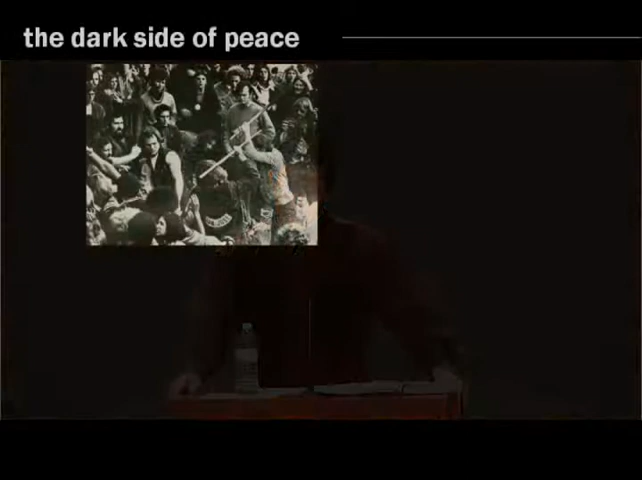 the dark side of peace